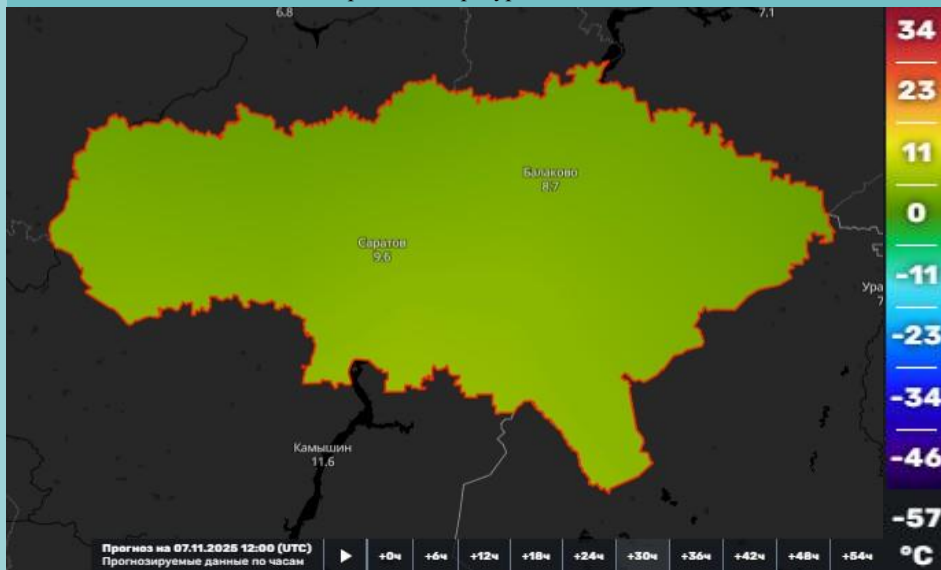 6.8
7.1
34
23
11
0
-11
-23
-34
-46
-57
°C
Балаково
8.7
Саратов
9.6
Ура
7
Камышин
11.6
Прогноз на 07.11.2025 12:00 (UTC)
Прогнозируемые данные по часам
+0ч +6ч +12ч +18ч +24ч +30ч +36ч +42ч +48ч +54ч